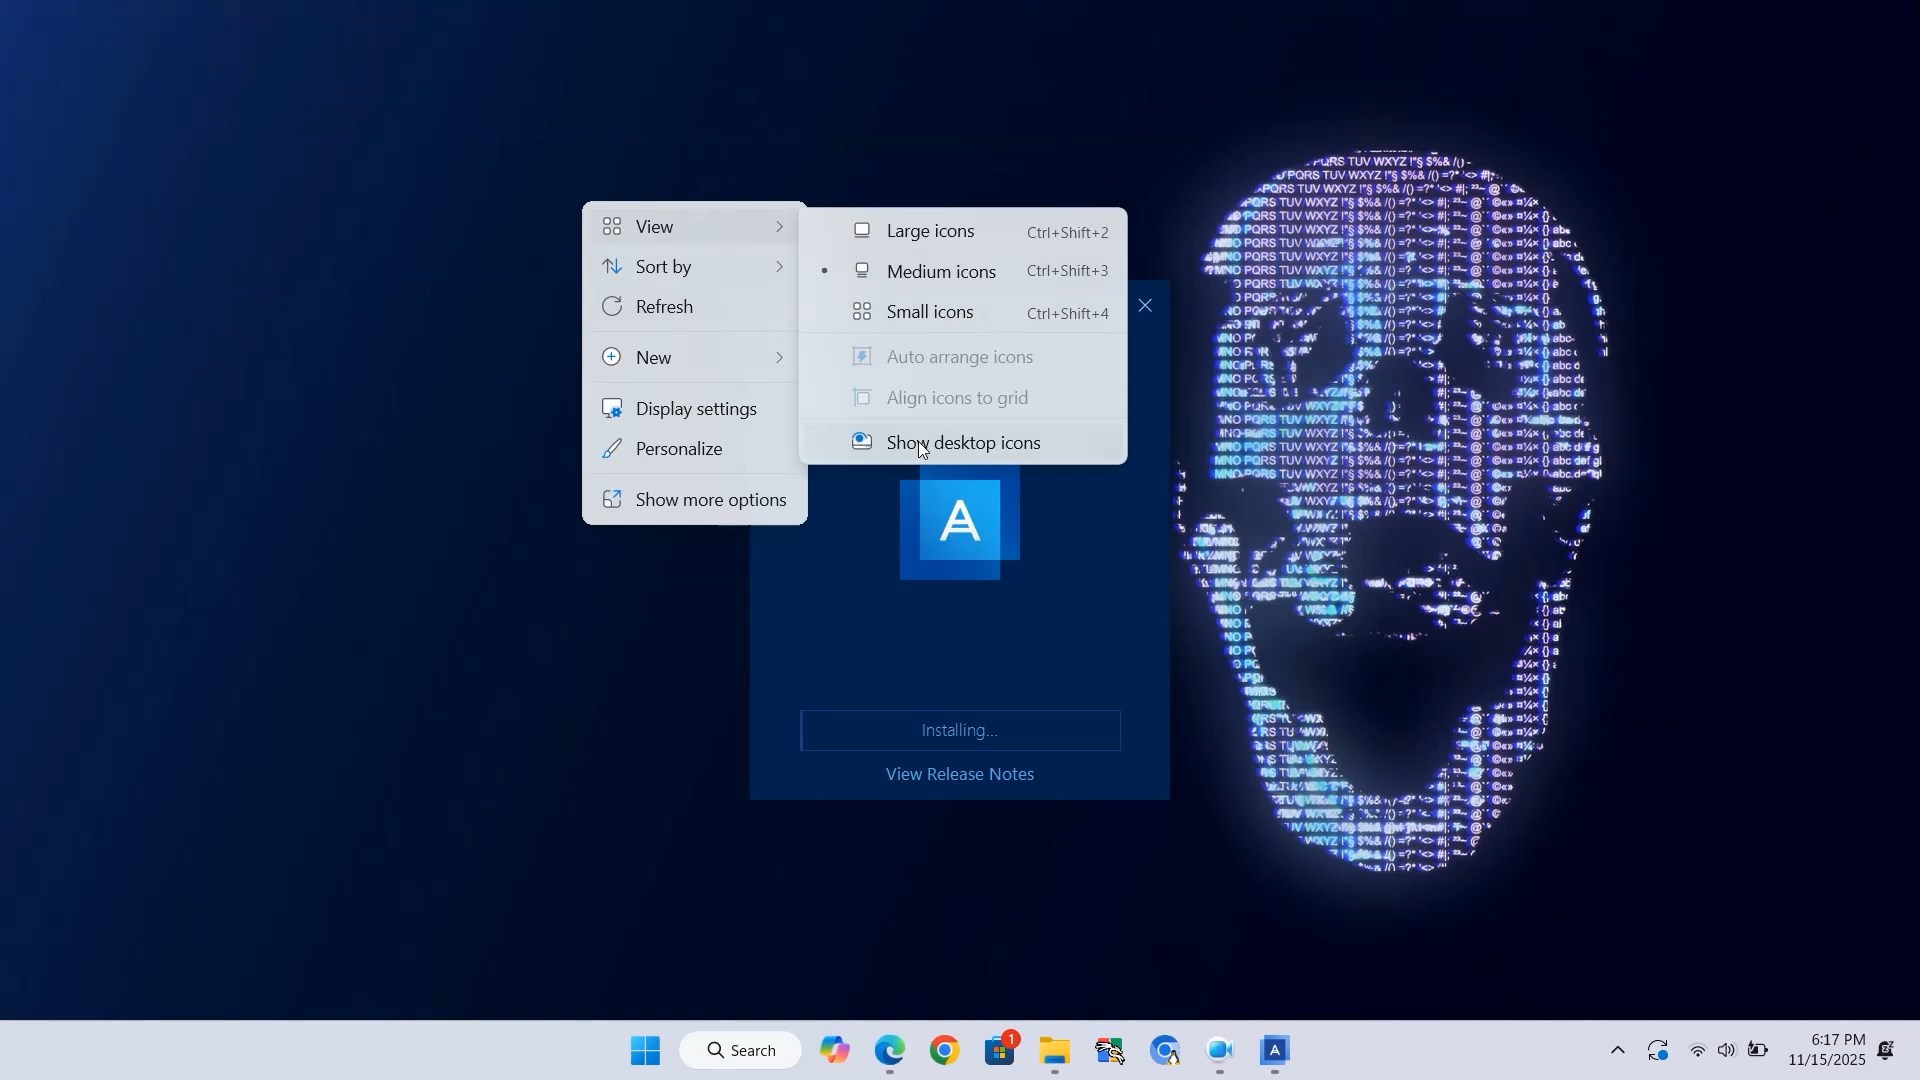 View
Sort by
Refresh
New
Display settings
Personalize
Show more options
Large icons Ctrl+Shift+2
Medium icons Ctrl+Shift+3
Small icons Ctrl+Shift+4
Auto arrange icons
Align icons to grid
Show desktop icons
A
Installing...
View Release Notes
Search
1
A
6:17 PM
11/15/2025